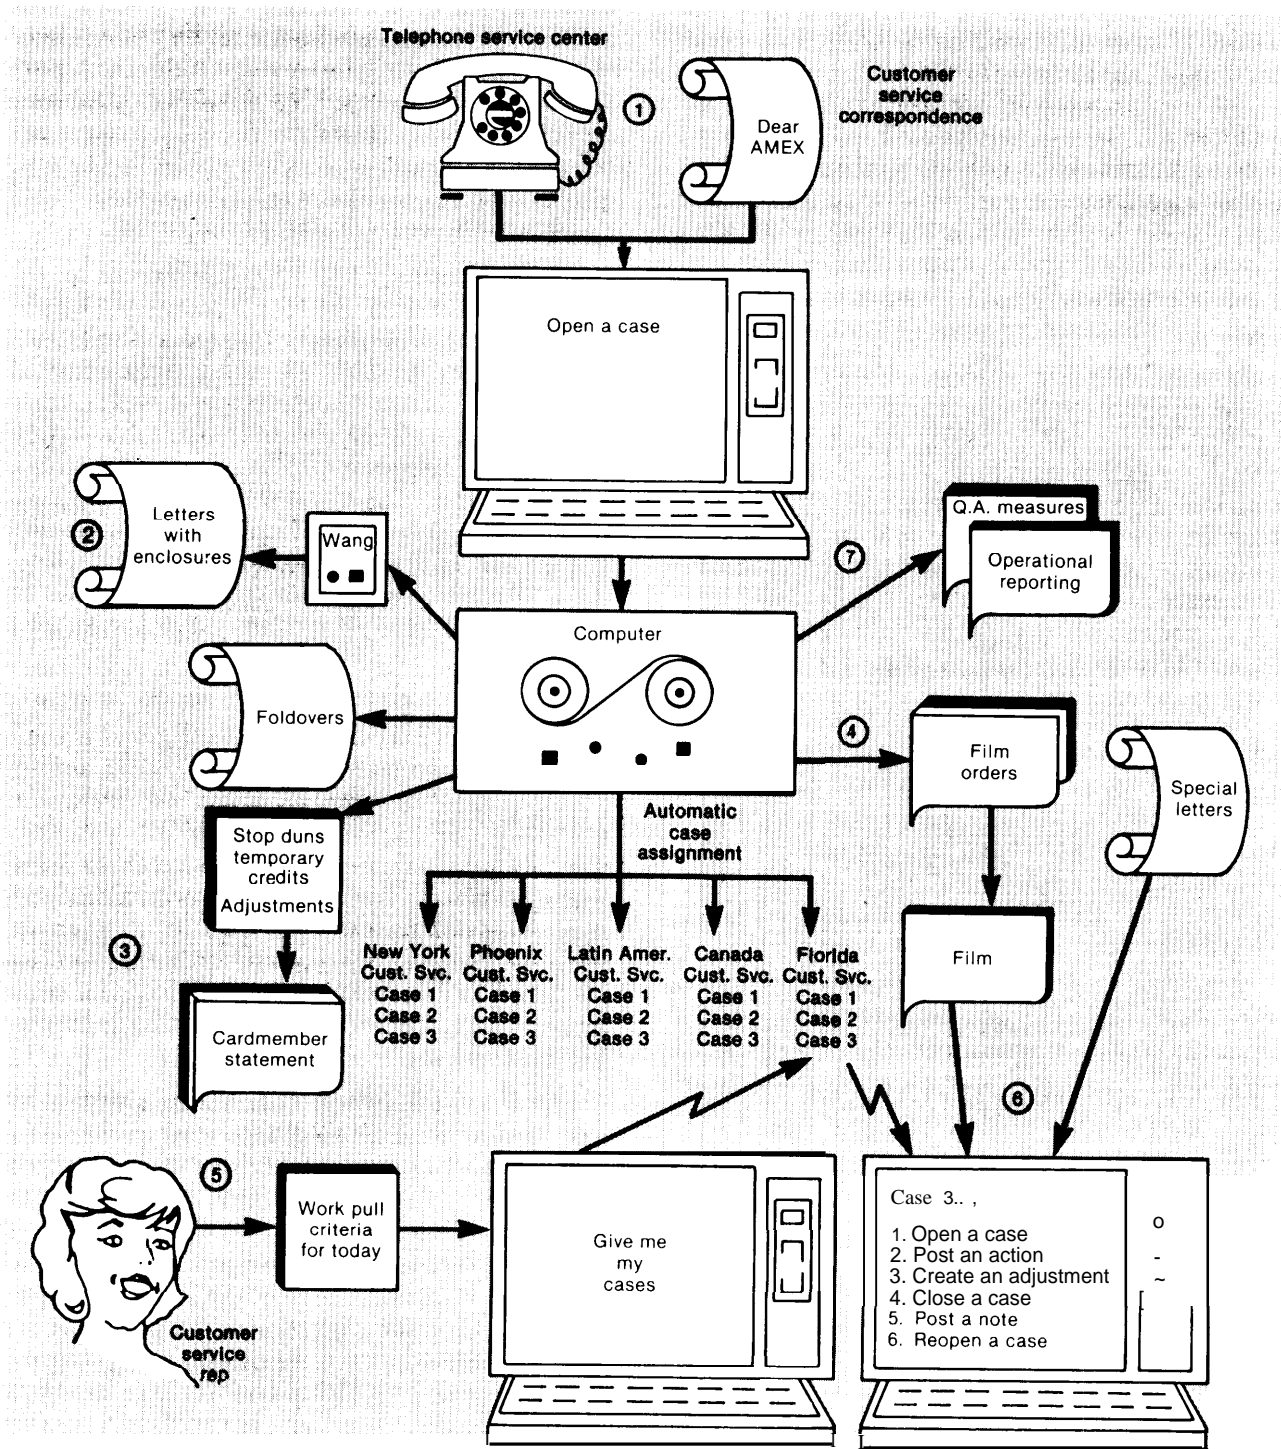 Telephone service center
1
Dear
AMEX
Customer
service
correspondence
Open a case
2
Letters
with
enclosures
Wang
7
Q.A. measures
Operational
reporting
Computer
Foldovers
4
Film
orders
Special
letters
Stop duns
temporary
credits
Adjustments
Automatic
case
assignment
3
Cardmember
statement
New York
Cust. Svc.
Case 1
Case 2
Case 3
Phoenix
Cust. Svc.
Case 1
Case 2
Case 3
Latin Amer.
Cust. Svc.
Case 1
Case 2
Case 3
Canada
Cust. Svc.
Case 1
Case 2
Case 3
Florida
Cust. Svc.
Case 1
Case 2
Case 3
Film
6
5
Customer
service
rep
Work pull
criteria
for today
Give me
my
cases
Case 3.. ,
1. Open a case
2. Post an action
3. Create an adjustment
4. Close a case
5. Post a note
6. Reopen a case
o
-
~